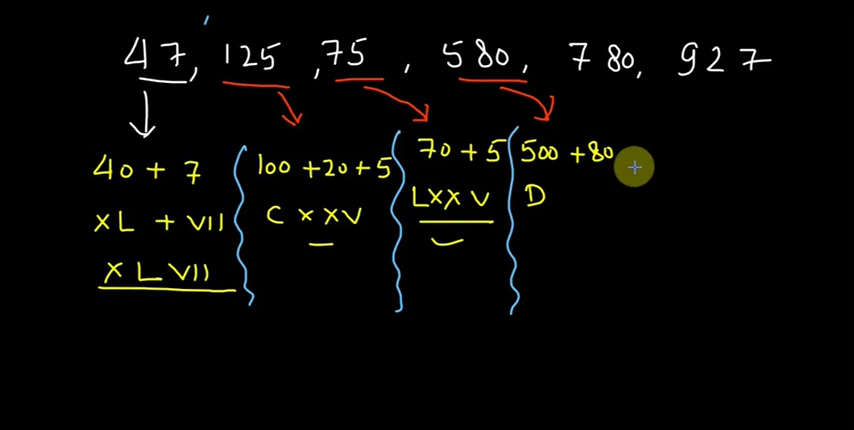 47, 125, 75, 580, 780, 927
40 + 7
XL + VII
XLVII
100 + 20 + 5
CXXV
70 + 5
LXXV
500 + 80
D